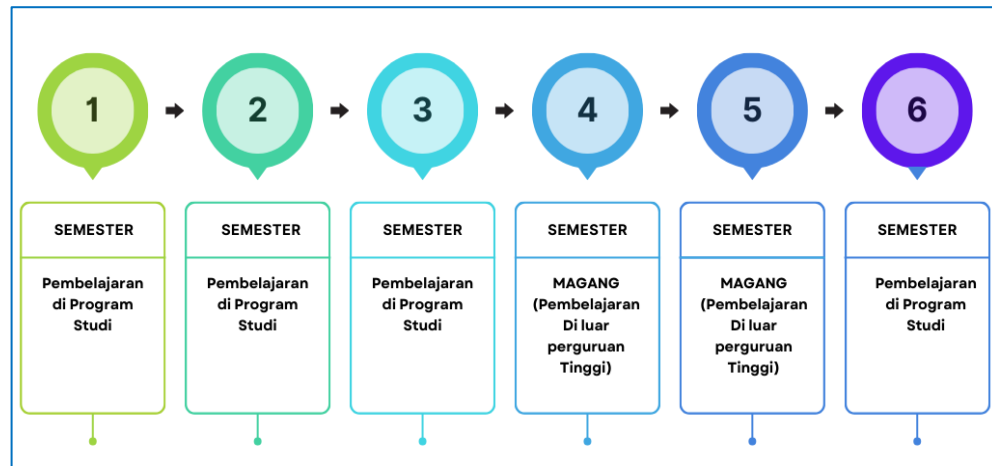 1
2
3
4
5
6
SEMESTER
Pembelajaran
di Program
Studi
SEMESTER
Pembelajaran
di Program
Studi
SEMESTER
Pembelajaran
di Program
Studi
SEMESTER
MAGANG
(Pembelajaran
Di luar
perguruan
Tinggi)
SEMESTER
MAGANG
(Pembelajaran
Di luar
perguruan
Tinggi)
SEMESTER
Pembelajaran
di Program
Studi